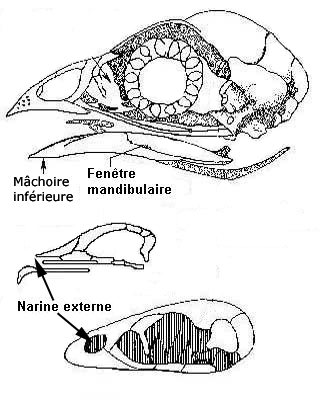 Mâchoire
inférieure
Fenêtre
mandibulaire
Narine externe